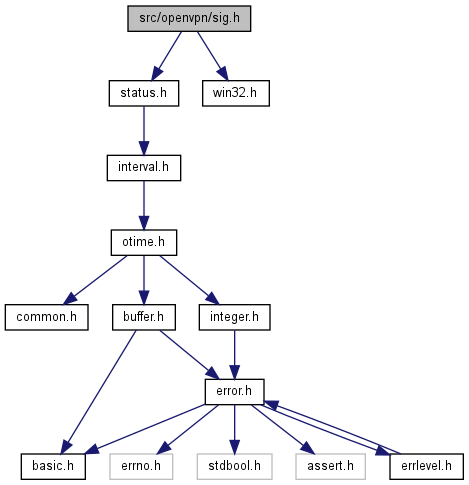 src/openvpn/sig.h
status.h
win32.h
interval.h
otime.h
common.h
buffer.h
integer.h
error.h
basic.h
errno.h
stdbool.h
assert.h
errlevel.h